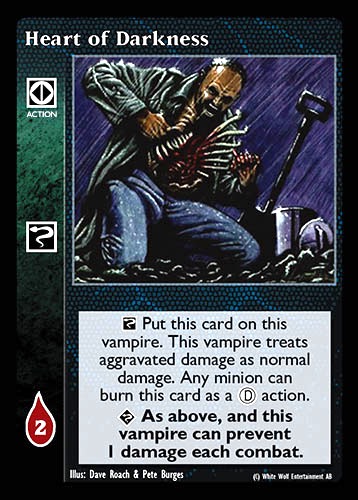 Heart of Darkness
ACTION
Put this card on this
vampire. This vampire treats
aggravated damage as normal
damage. Any minion can
burn this card as a Ⓓ action.
As above, and this
vampire can prevent
1 damage each combat.
2
Illus: Dave Roach & Pete Burges
(C) White Wolf Entertainment AB